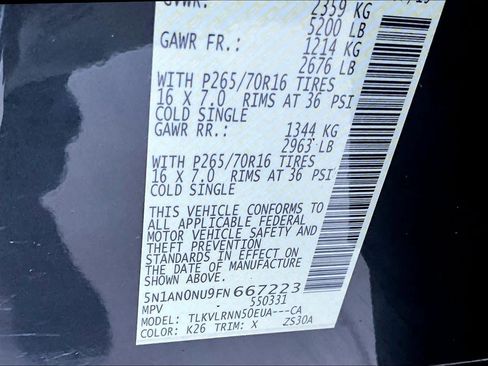 GVWR: 2359 KG
5200 LB
GAWR FR.: 1214 KG
2676 LB
WITH P265/70R16 TIRES
16 X 7.0 RIMS AT 36 PSI
COLD SINGLE
GAWR RR.: 1344 KG
2963 LB
WITH P265/70R16 TIRES
16 X 7.0 RIMS AT 36 PSI
COLD SINGLE
THIS VEHICLE CONFORMS TO
ALL APPLICABLE FEDERAL
MOTOR VEHICLE SAFETY AND
THEFT PREVENTION
STANDARDS IN EFFECT ON
DATE OF MANUFACTURE
SHOWN ABOVE.
5N1AN0NU9FN667223
MPV 550331
MODEL: TLKVLRNN50EUA---CA
COLOR: K26 TRIM: X ZS30A